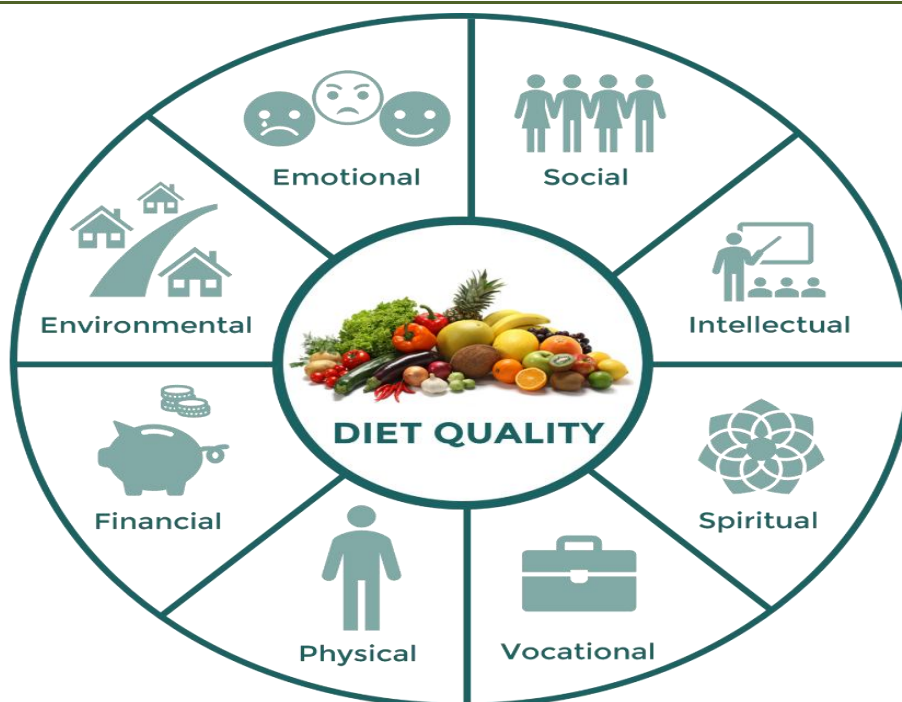 Emotional
Social
Environmental
Intellectual
DIET QUALITY
Financial
Spiritual
Physical
Vocational